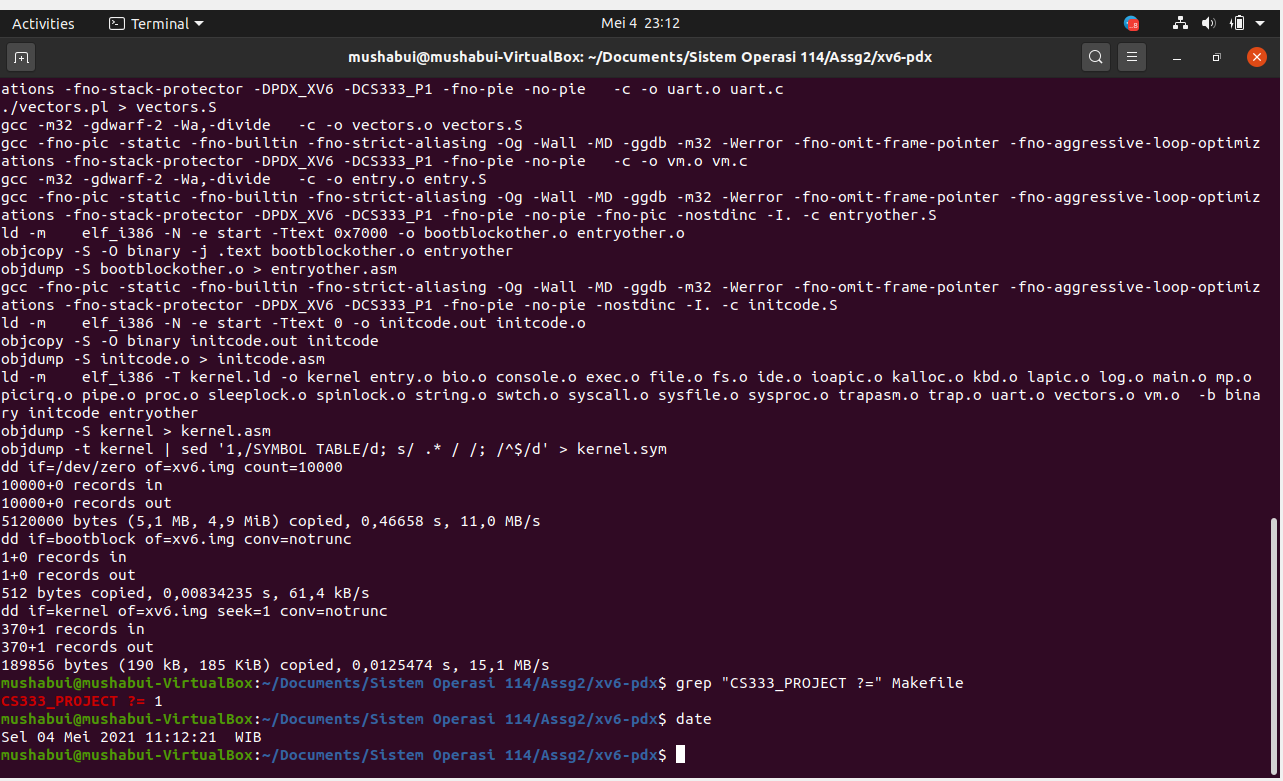 Activities
Terminal
Mei 4 23:12
mushabui@mushabui-VirtualBox: ~/Documents/Sistem Operasi 114/Assg2/xv6-pdx
ations -fno-stack-protector -DPDX_XV6 -DCS333_P1 -fno-pie -no-pie   -c -o uart.o uart.c
./vectors.pl > vectors.S
gcc -m32 -gdwarf-2 -Wa,-divide   -c -o vectors.o vectors.S
gcc -fno-pic -static -fno-builtin -fno-strict-aliasing -Og -Wall -MD -ggdb -m32 -Werror -fno-omit-frame-pointer -fno-aggressive-loop-optimiz
ations -fno-stack-protector -DPDX_XV6 -DCS333_P1 -fno-pie -no-pie   -c -o vm.o vm.c
gcc -m32 -gdwarf-2 -Wa,-divide   -c -o entry.o entry.S
gcc -fno-pic -static -fno-builtin -fno-strict-aliasing -Og -Wall -MD -ggdb -m32 -Werror -fno-omit-frame-pointer -fno-aggressive-loop-optimiz
ations -fno-stack-protector -DPDX_XV6 -DCS333_P1 -fno-pie -no-pie -fno-pic -nostdinc -I. -c entryother.S
ld -m    elf_i386 -N -e start -Ttext 0x7000 -o bootblockother.o entryother.o
objcopy -S -O binary -j .text bootblockother.o entryother
objdump -S bootblockother.o > entryother.asm
gcc -fno-pic -static -fno-builtin -fno-strict-aliasing -Og -Wall -MD -ggdb -m32 -Werror -fno-omit-frame-pointer -fno-aggressive-loop-optimiz
ations -fno-stack-protector -DPDX_XV6 -DCS333_P1 -fno-pie -no-pie -nostdinc -I. -c initcode.S
ld -m    elf_i386 -N -e start -Ttext 0 -o initcode.out initcode.o
objcopy -S -O binary initcode.out initcode
objdump -S initcode.o > initcode.asm
ld -m    elf_i386 -T kernel.ld -o kernel entry.o bio.o console.o exec.o file.o fs.o ide.o ioapic.o kalloc.o kbd.o lapic.o log.o main.o mp.o
picirq.o pipe.o proc.o sleeplock.o spinlock.o string.o swtch.o syscall.o sysfile.o sysproc.o trapasm.o trap.o uart.o vectors.o vm.o  -b bina
ry initcode entryother
objdump -S kernel > kernel.asm
objdump -t kernel | sed '1,/SYMBOL TABLE/d; s/ .* / /; /^$/d' > kernel.sym
dd if=/dev/zero of=xv6.img count=10000
10000+0 records in
10000+0 records out
5120000 bytes (5,1 MB, 4,9 MiB) copied, 0,46658 s, 11,0 MB/s
dd if=bootblock of=xv6.img conv=notrunc
1+0 records in
1+0 records out
512 bytes copied, 0,00834235 s, 61,4 kB/s
dd if=kernel of=xv6.img seek=1 conv=notrunc
370+1 records in
370+1 records out
189856 bytes (190 kB, 185 KiB) copied, 0,0125474 s, 15,1 MB/s
mushabui@mushabui-VirtualBox:~/Documents/Sistem Operasi 114/Assg2/xv6-pdx$ grep "CS333_PROJECT ?=" Makefile
CS333_PROJECT ?= 1
mushabui@mushabui-VirtualBox:~/Documents/Sistem Operasi 114/Assg2/xv6-pdx$ date
Sel 04 Mei 2021 11:12:21  WIB
mushabui@mushabui-VirtualBox:~/Documents/Sistem Operasi 114/Assg2/xv6-pdx$